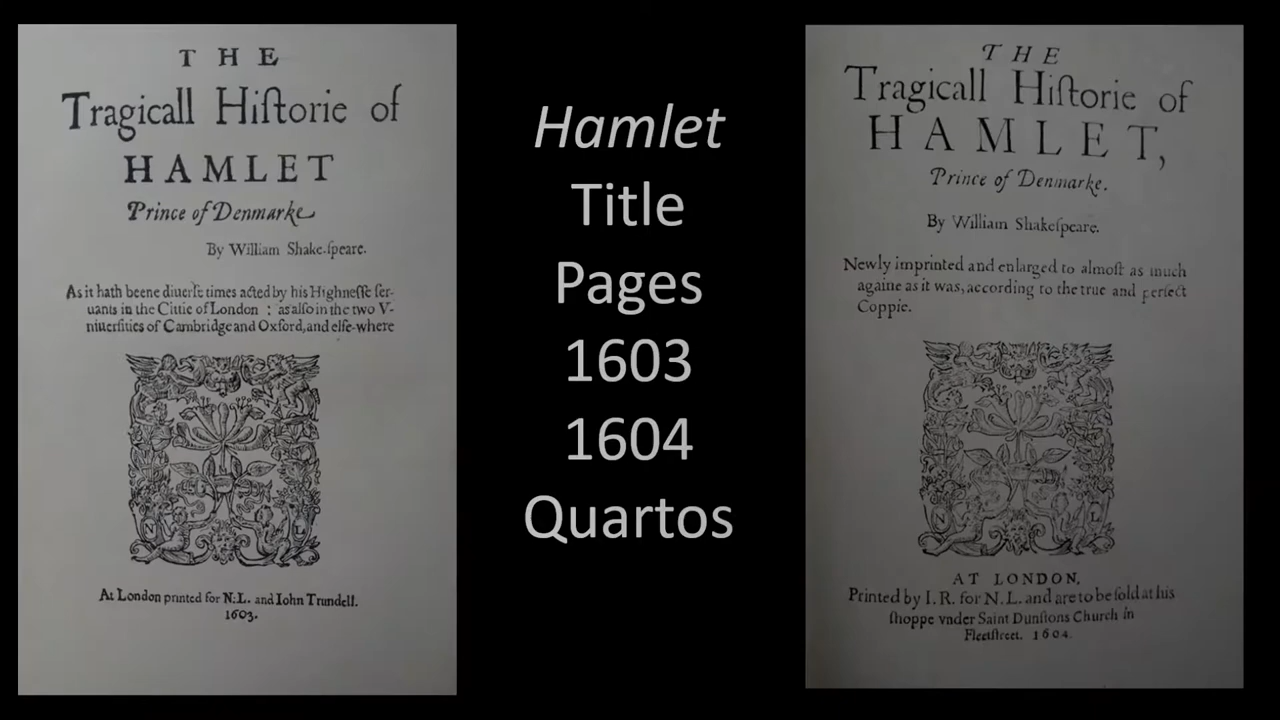 THE
Tragicall Hiſtorie of
HAMLET
Prince of Denmarke
By William Shake-ſpeare.
As it hath beene diuerſe times acted by his Highneſſe ſer-
uants in the Cittie of London : as alſo in the two V-
niuerſities of Cambridge and Oxford, and elſe-where
N L
At London printed for N.L. and Iohn Trundell.
1603.
Hamlet
Title
Pages
1603
1604
Quartos
THE
Tragicall Hiſtorie of
HAMLET,
Prince of Denmarke.
By William Shakeſpeare.
Newly imprinted and enlarged to almoſt as much
againe as it was, according to the true and perfect
Coppie.
N L
AT LONDON,
Printed by I.R. for N.L. and are to be ſold at his
ſhoppe vnder Saint Dunſtons Church in
Fleetſtreet. 1604.